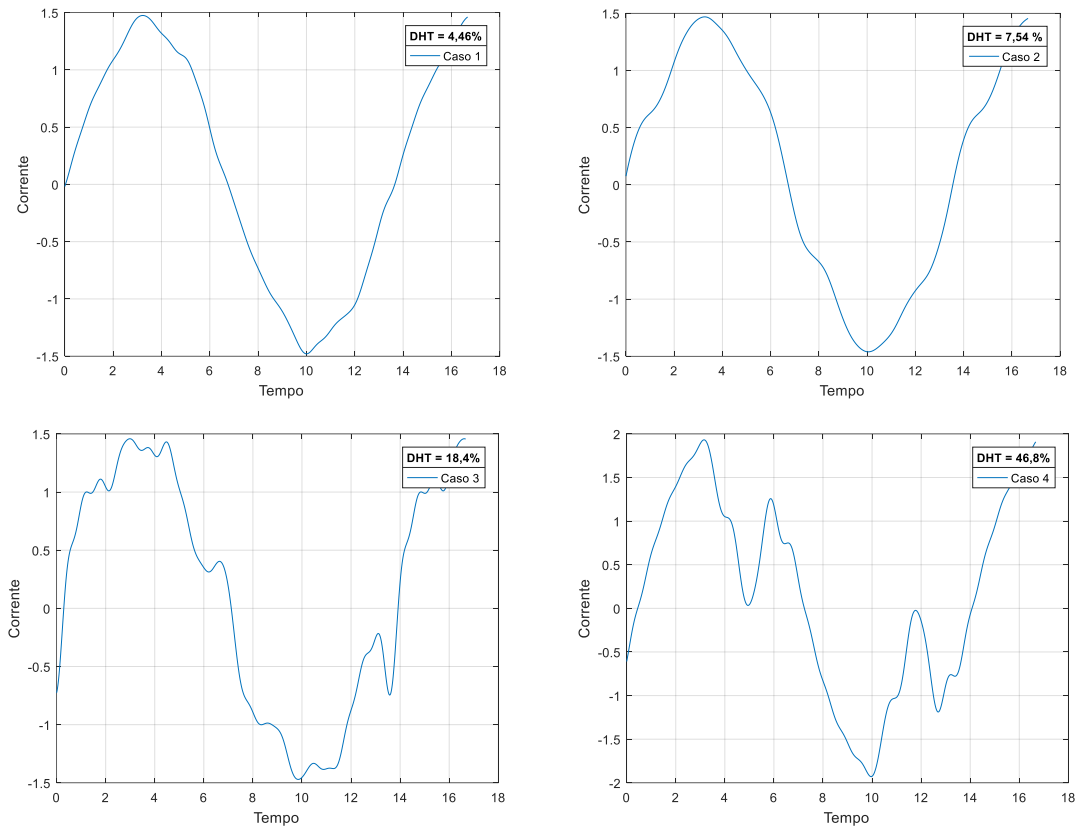 1.5
1
0.5
0
-0.5
-1
-1.5
Corrente
DHT = 4,46%
Caso 1
0 2 4 6 8 10 12 14 16 18
Tempo
1.5
1
0.5
0
-0.5
-1
-1.5
Corrente
DHT = 7,54 %
Caso 2
0 2 4 6 8 10 12 14 16 18
Tempo
1.5
1
0.5
0
-0.5
-1
-1.5
Corrente
DHT = 18,4%
Caso 3
0 2 4 6 8 10 12 14 16 18
Tempo
2
1.5
1
0.5
0
-0.5
-1
-1.5
-2
Corrente
DHT = 46,8%
Caso 4
0 2 4 6 8 10 12 14 16 18
Tempo